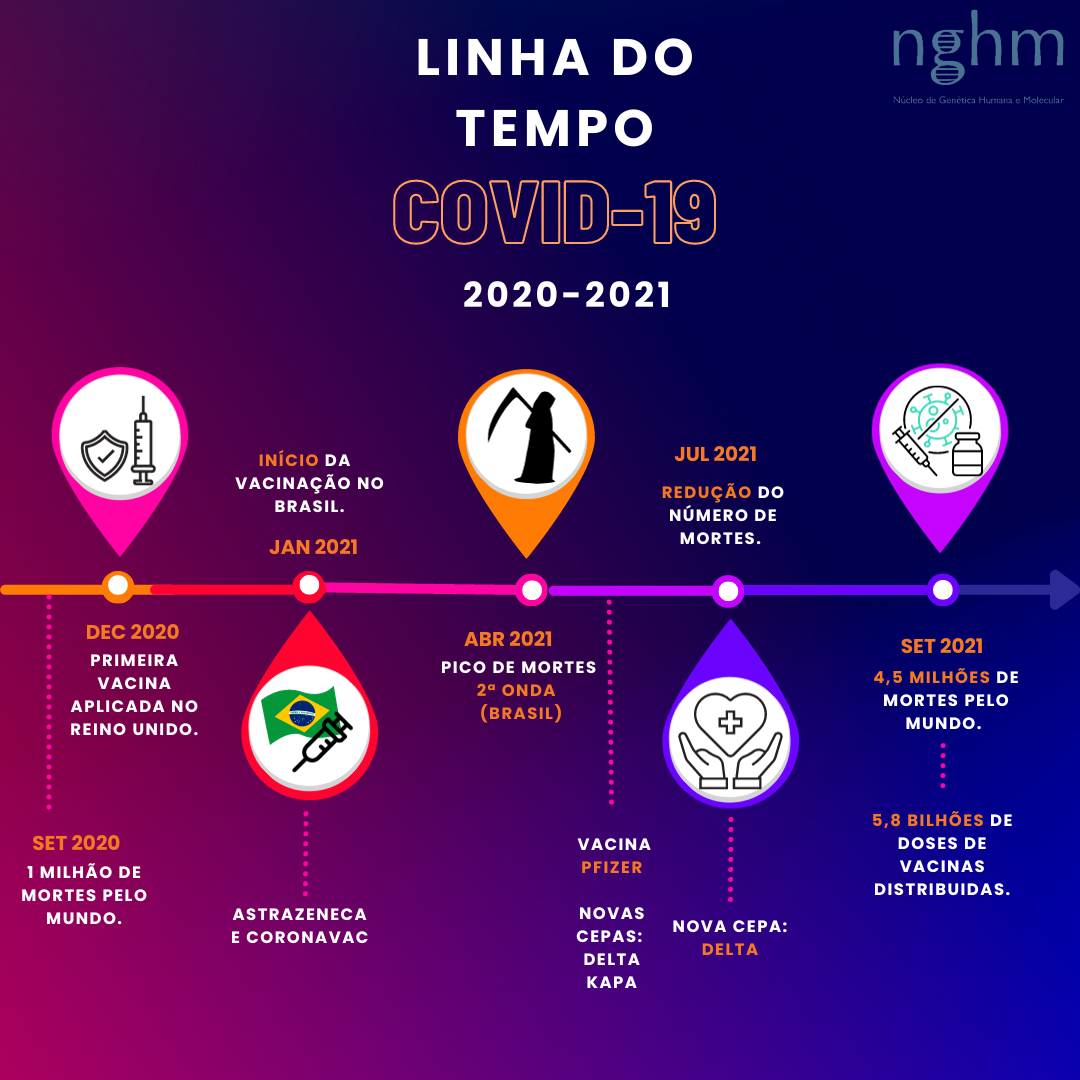 LINHA DO
TEMPO
COVID-19
2020-2021
nghm
Núcleo de Genética Humana e Molecular
SET 2020
1 MILHÃO DE
MORTES PELO
MUNDO.
DEC 2020
PRIMEIRA
VACINA
APLICADA NO
REINO UNIDO.
INÍCIO DA
VACINAÇÃO NO
BRASIL.
JAN 2021
ASTRAZENECA
E CORONAVAC
ABR 2021
PICO DE MORTES
2ª ONDA
(BRASIL)
VACINA
PFIZER
NOVAS
CEPAS:
DELTA
KAPA
JUL 2021
REDUÇÃO DO
NÚMERO DE
MORTES.
NOVA CEPA:
DELTA
SET 2021
4,5 MILHÕES DE
MORTES PELO
MUNDO.
5,8 BILHÕES DE
DOSES DE
VACINAS
DISTRIBUIDAS.